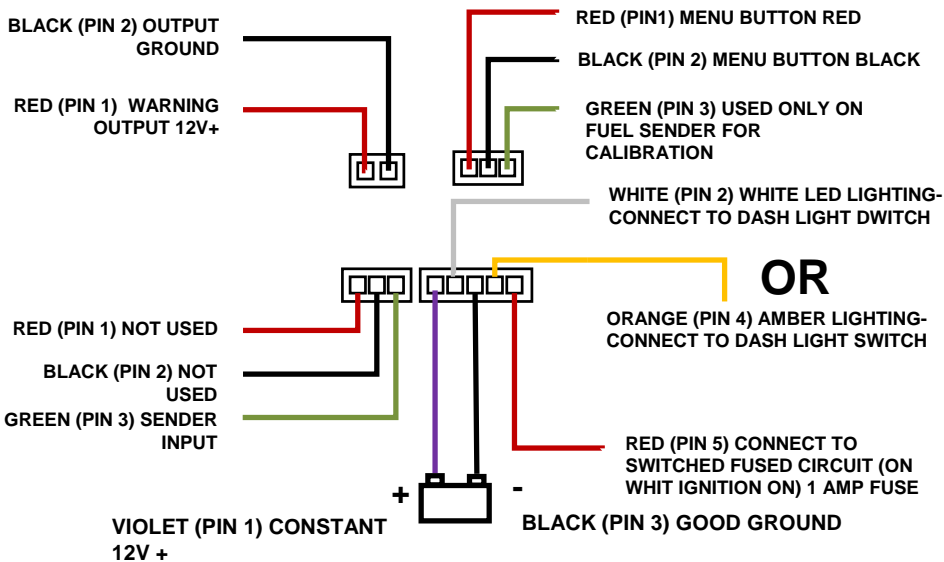 BLACK (PIN 2) OUTPUT
GROUND
RED (PIN 1) WARNING
OUTPUT 12V+
RED (PIN1) MENU BUTTON RED
BLACK (PIN 2) MENU BUTTON BLACK
GREEN (PIN 3) USED ONLY ON
FUEL SENDER FOR
CALIBRATION
WHITE (PIN 2) WHITE LED LIGHTING-
CONNECT TO DASH LIGHT DWITCH
OR
ORANGE (PIN 4) AMBER LIGHTING-
CONNECT TO DASH LIGHT SWITCH
RED (PIN 1) NOT USED
BLACK (PIN 2) NOT
USED
GREEN (PIN 3) SENDER
INPUT
RED (PIN 5) CONNECT TO
SWITCHED FUSED CIRCUIT (ON
WHIT IGNITION ON) 1 AMP FUSE
+
-
VIOLET (PIN 1) CONSTANT
12V +
BLACK (PIN 3) GOOD GROUND